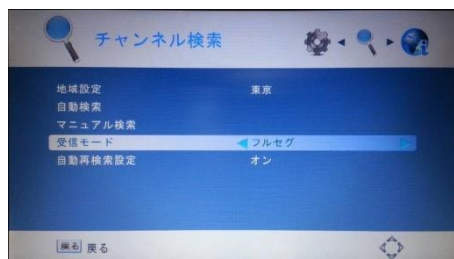 チャンネル検索
地域設定 東京
自動検索
マニュアル検索
受信モード フルセグ
自動再検索設定 オン
戻る 戻る